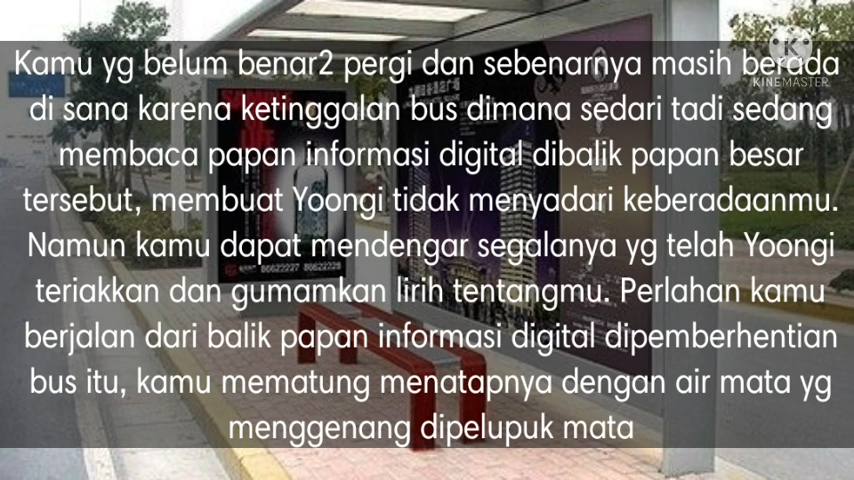 Kamu yg belum benar2 pergi dan sebenarnya masih berada
di sana karena ketinggalan bus dimana sedari tadi sedang
membaca papan informasi digital dibalik papan besar
tersebut, membuat Yoongi tidak menyadari keberadaanmu.
Namun kamu dapat mendengar segalanya yg telah Yoongi
teriakkan dan gumamkan lirih tentangmu. Perlahan kamu
berjalan dari balik papan informasi digital dipemberhentian
bus itu, kamu mematung menatapnya dengan air mata yg
menggenang dipelupuk mata
K
KINEMASTER
86622227 86622228